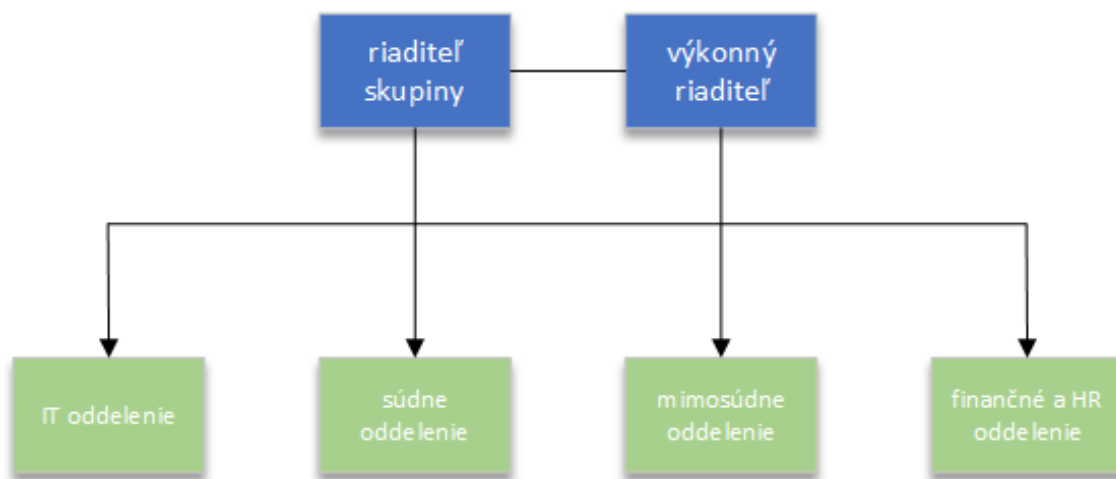 riaditeľ
skupiny
výkonný
riaditeľ
IT oddelenie
súdne
oddelenie
mimosúdne
oddelenie
finančné a HR
oddelenie